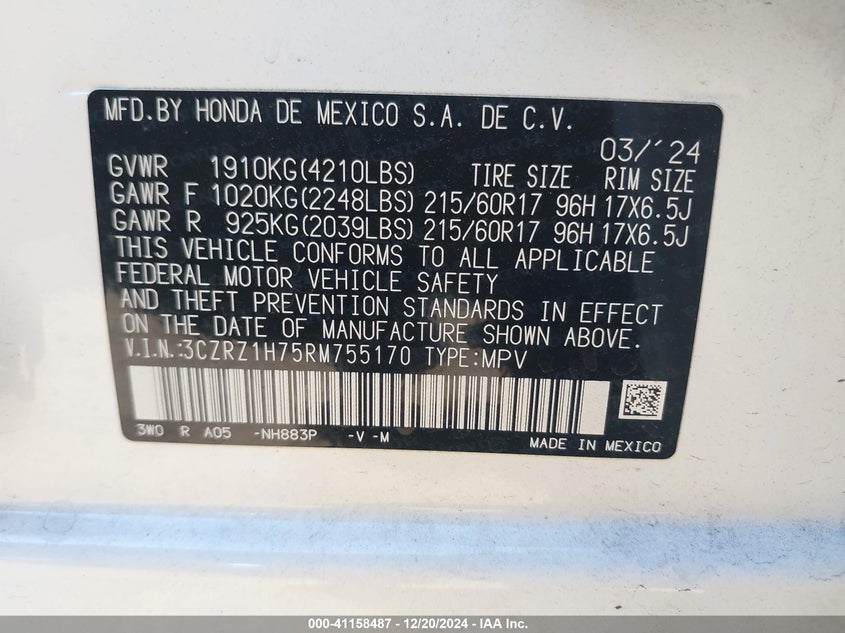 MFD.BY HONDA DE MEXICO S.A. DE C.V.
03/'24
GVWR 1910KG(4210LBS) TIRE SIZE RIM SIZE
GAWR F 1020KG(2248LBS) 215/60R17 96H 17X6.5J
GAWR R 925KG(2039LBS) 215/60R17 96H 17X6.5J
THIS VEHICLE CONFORMS TO ALL APPLICABLE
FEDERAL MOTOR VEHICLE SAFETY
AND THEFT PREVENTION STANDARDS IN EFFECT
ON THE DATE OF MANUFACTURE SHOWN ABOVE.
V.I.N.:3CZRZ1H75RM755170 TYPE:MPV
3W0 R A05 -NH883P -V -M
MADE IN MEXICO
000-41158487 - 12/20/2024 - IAA Inc.